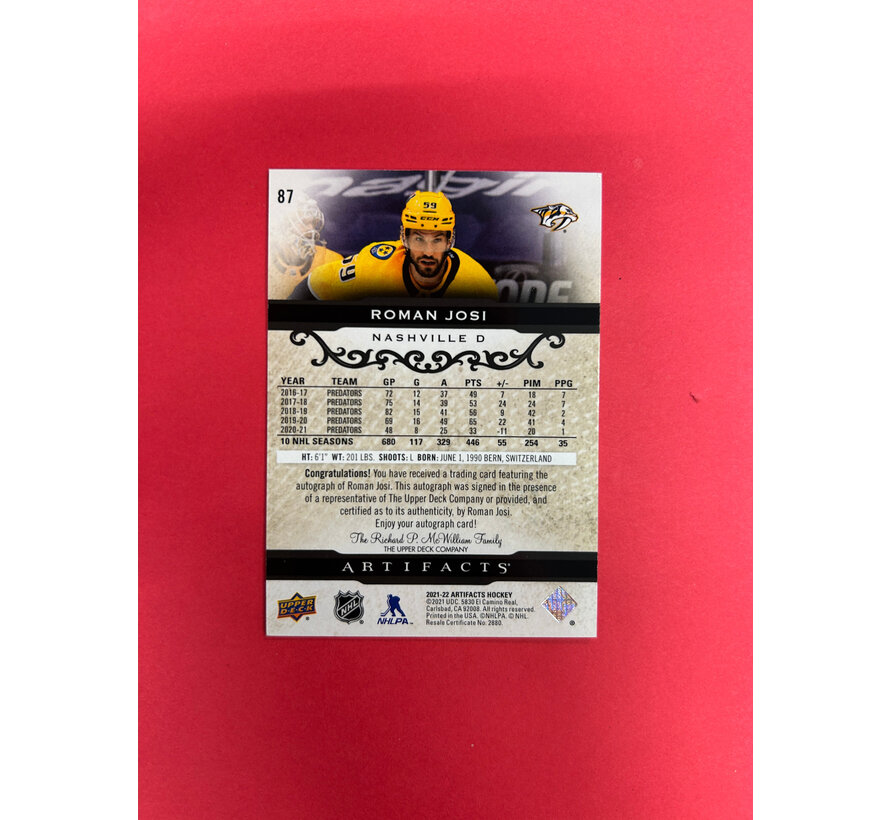 87
59
CCM
59
ROMAN JOSI
NASHVILLE D
YEAR TEAM GP G A PTS +/- PIM PPG
2016-17 PREDATORS 72 12 37 49 7 18 7
2017-18 PREDATORS 75 14 39 53 24 24 7
2018-19 PREDATORS 82 15 41 56 9 42 2
2019-20 PREDATORS 69 16 49 65 22 41 4
2020-21 PREDATORS 48 8 25 33 -11 20 1
10 NHL SEASONS 680 117 329 446 55 254 35
HT: 6'1" WT: 201 LBS. SHOOTS: L BORN: JUNE 1, 1990 BERN, SWITZERLAND
Congratulations! You have received a trading card featuring the
autograph of Roman Josi. This autograph was signed in the presence
of a representative of The Upper Deck Company or provided, and
certified as to its authenticity, by Roman Josi.
Enjoy your autograph card!
The Richard P. McWilliam Family
THE UPPER DECK COMPANY
ARTIFACTS
UPPER DECK
NHL
NHLPA
2021-22 ARTIFACTS HOCKEY
©2021 UDC. 5830 El Camino Real,
Carlsbad, CA 92008. All rights reserved.
Printed in the USA. ©NHLPA. © NHL.
Resale Certificate No. 2880.
®